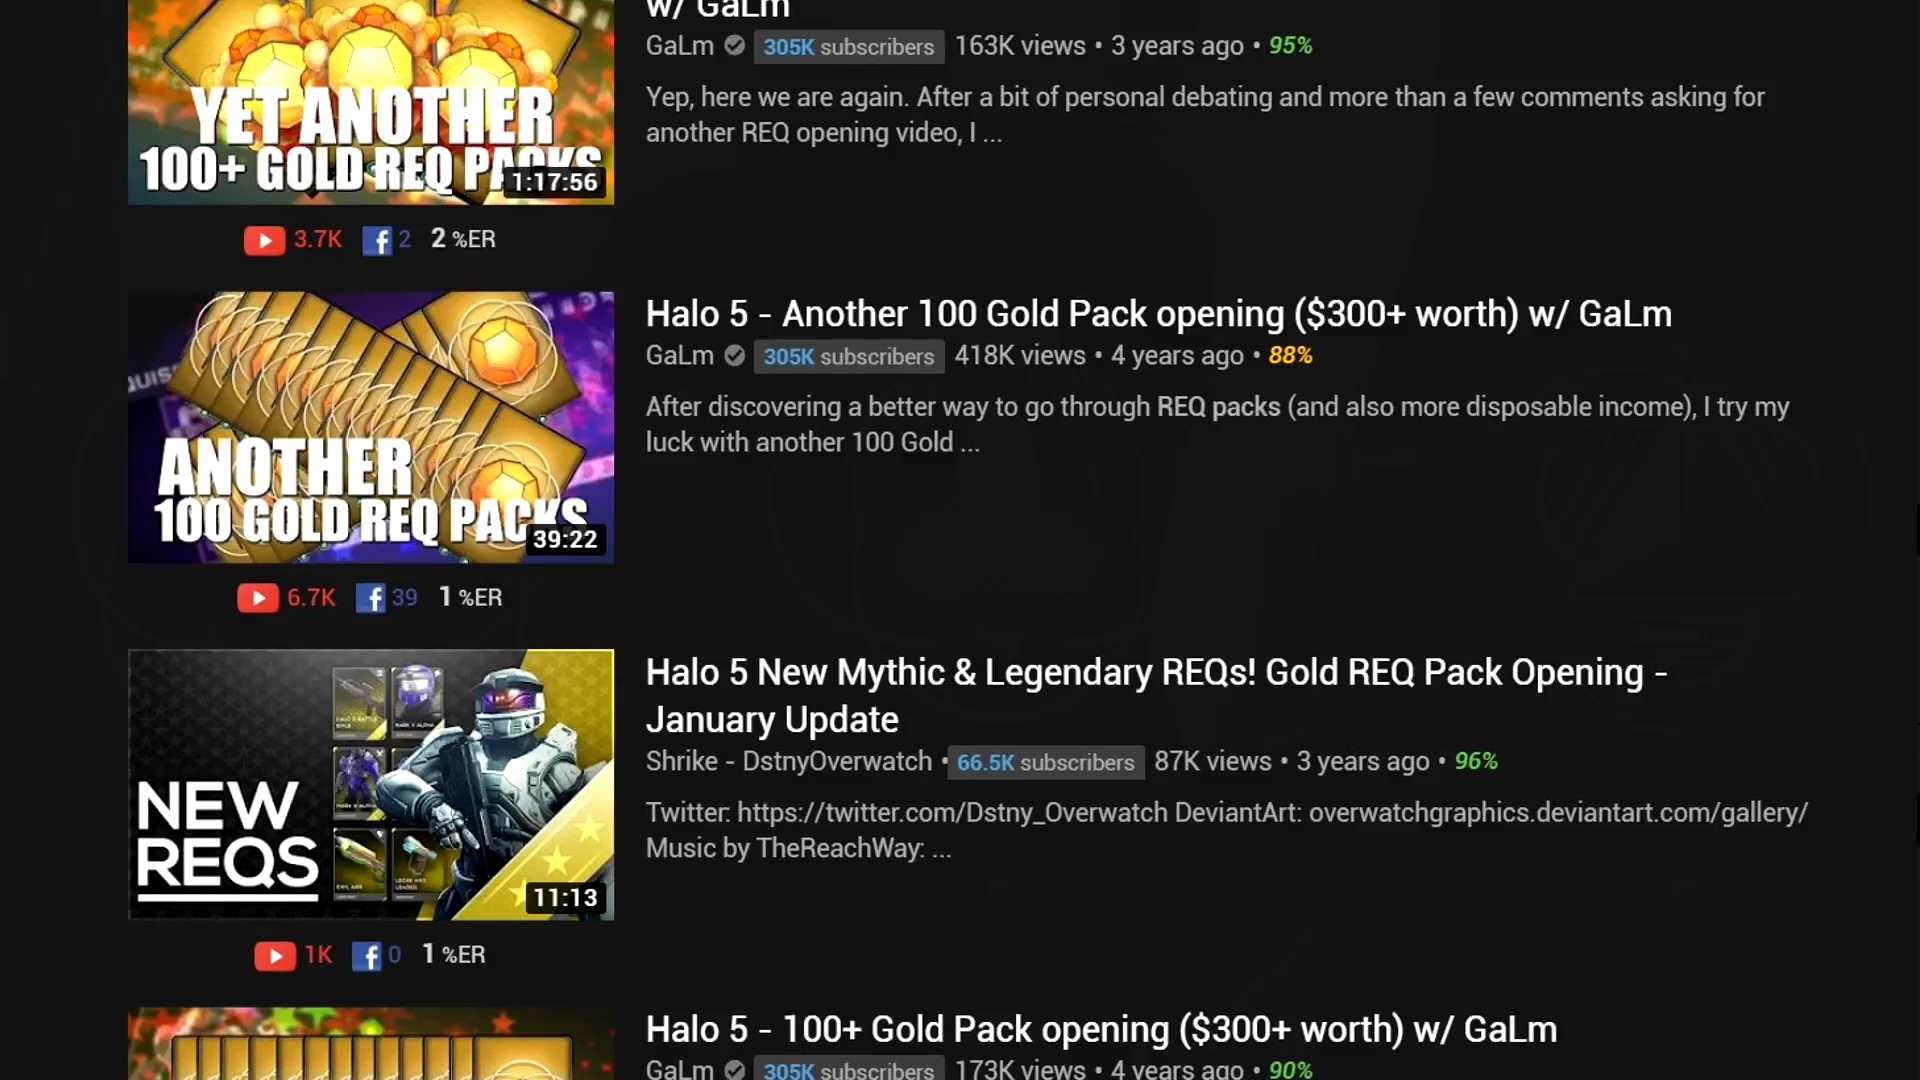 w/ GaLm
GaLm 305K subscribers 163K views • 3 years ago • 95%
Yep, here we are again. After a bit of personal debating and more than a few comments asking for
another REQ opening video, I ...
YET ANOTHER
100+ GOLD REQ PACKS
1:17:56
3.7K 2 2 %ER
Halo 5 - Another 100 Gold Pack opening ($300+ worth) w/ GaLm
GaLm 305K subscribers 418K views • 4 years ago • 88%
After discovering a better way to go through REQ packs (and also more disposable income), I try my
luck with another 100 Gold ...
ANOTHER
100 GOLD REQ PACKS
39:22
6.7K 39 1 %ER
Halo 5 New Mythic & Legendary REQs! Gold REQ Pack Opening -
January Update
Shrike - DstnyOverwatch • 66.5K subscribers 87K views • 3 years ago • 96%
Twitter: https://twitter.com/Dstny_Overwatch DeviantArt: overwatchgraphics.deviantart.com/gallery/
Music by TheReachWay: ...
NEW
REQS
11:13
1K 0 1 %ER
Halo 5 - 100+ Gold Pack opening ($300+ worth) w/ GaLm
GaLm 305K subscribers 173K views • 4 years ago • 90%